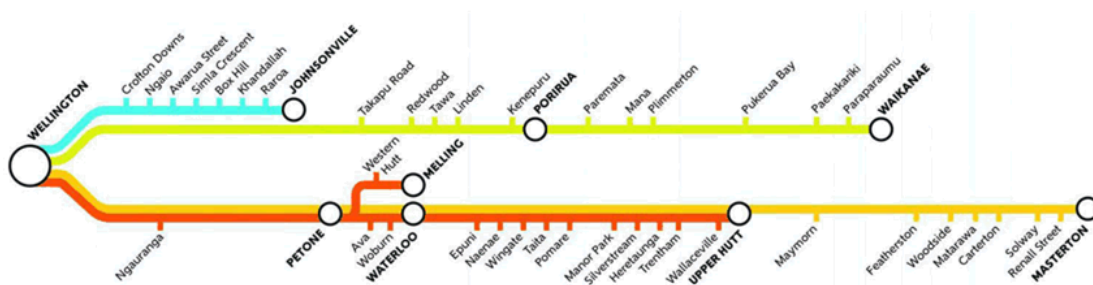 WELLINGTON
Crofton Downs
Ngaio
Awarua Street
Simla Crescent
Box Hill
Khandallah
Raroa
JOHNSONVILLE
Takapu Road
Redwood
Tawa
Linden
Kenepuru
PORIRUA
Paremata
Mana
Plimmerton
Pukerua Bay
Paekakariki
Paraparaumu
WAIKANAE
Western
Hutt
MELLING
Ngauranga
PETONE
Ava
Woburn
WATERLOO
Epuni
Naenae
Wingate
Taita
Pomare
Manor Park
Silverstream
Heretaunga
Trentham
Wallaceville
UPPER HUTT
Maymorn
Featherston
Woodside
Matarawa
Carterton
Solway
Renall Street
MASTERTON